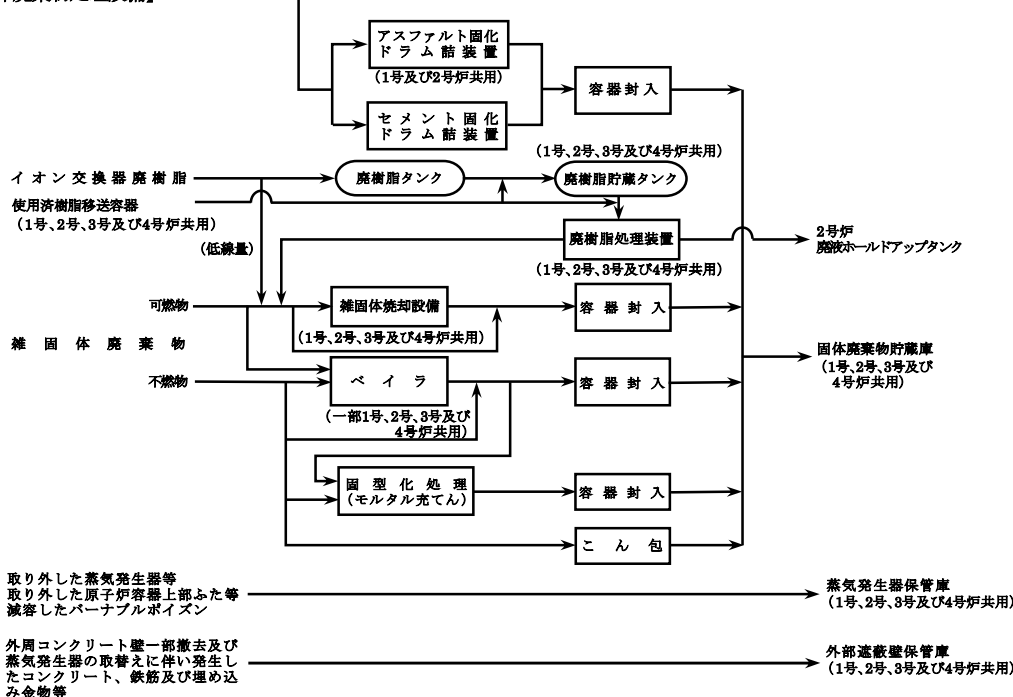 アスファルト固化
ドラム詰装置
(1号及び2号炉共用)
容器封入
セメント固化
ドラム詰装置
(1号、2号、3号及び4号炉共用)
イオン交換器廃樹脂
廃樹脂タンク
廃樹脂貯蔵タンク
使用済樹脂移送容器
(1号、2号、3号及び4号炉共用)
(低線量)
廃樹脂処理装置
(1号、2号、3号及び4号炉共用)
2号炉
廃液ホールドアップタンク
可燃物
雑固体焼却設備
容器封入
(1号、2号、3号及び4号炉共用)
雑固体廃棄物
固体廃棄物貯蔵庫
(1号、2号、3号及び
4号炉共用)
不燃物
ベイラ
容器封入
(一部1号、2号、3号及び
4号炉共用)
固型化処理
(モルタル充てん)
容器封入
こん包
取り外した蒸気発生器等
取り外した原子炉容器上部ふた等
減容したバーナブルポイズン
蒸気発生器保管庫
(1号、2号、3号及び4号炉共用)
外周コンクリート壁一部撤去及び
蒸気発生器の取替えに伴い発生し
たコンクリート、鉄筋及び埋め込
み金物等
外部遮蔽壁保管庫
(1号、2号、3号及び4号炉共用)